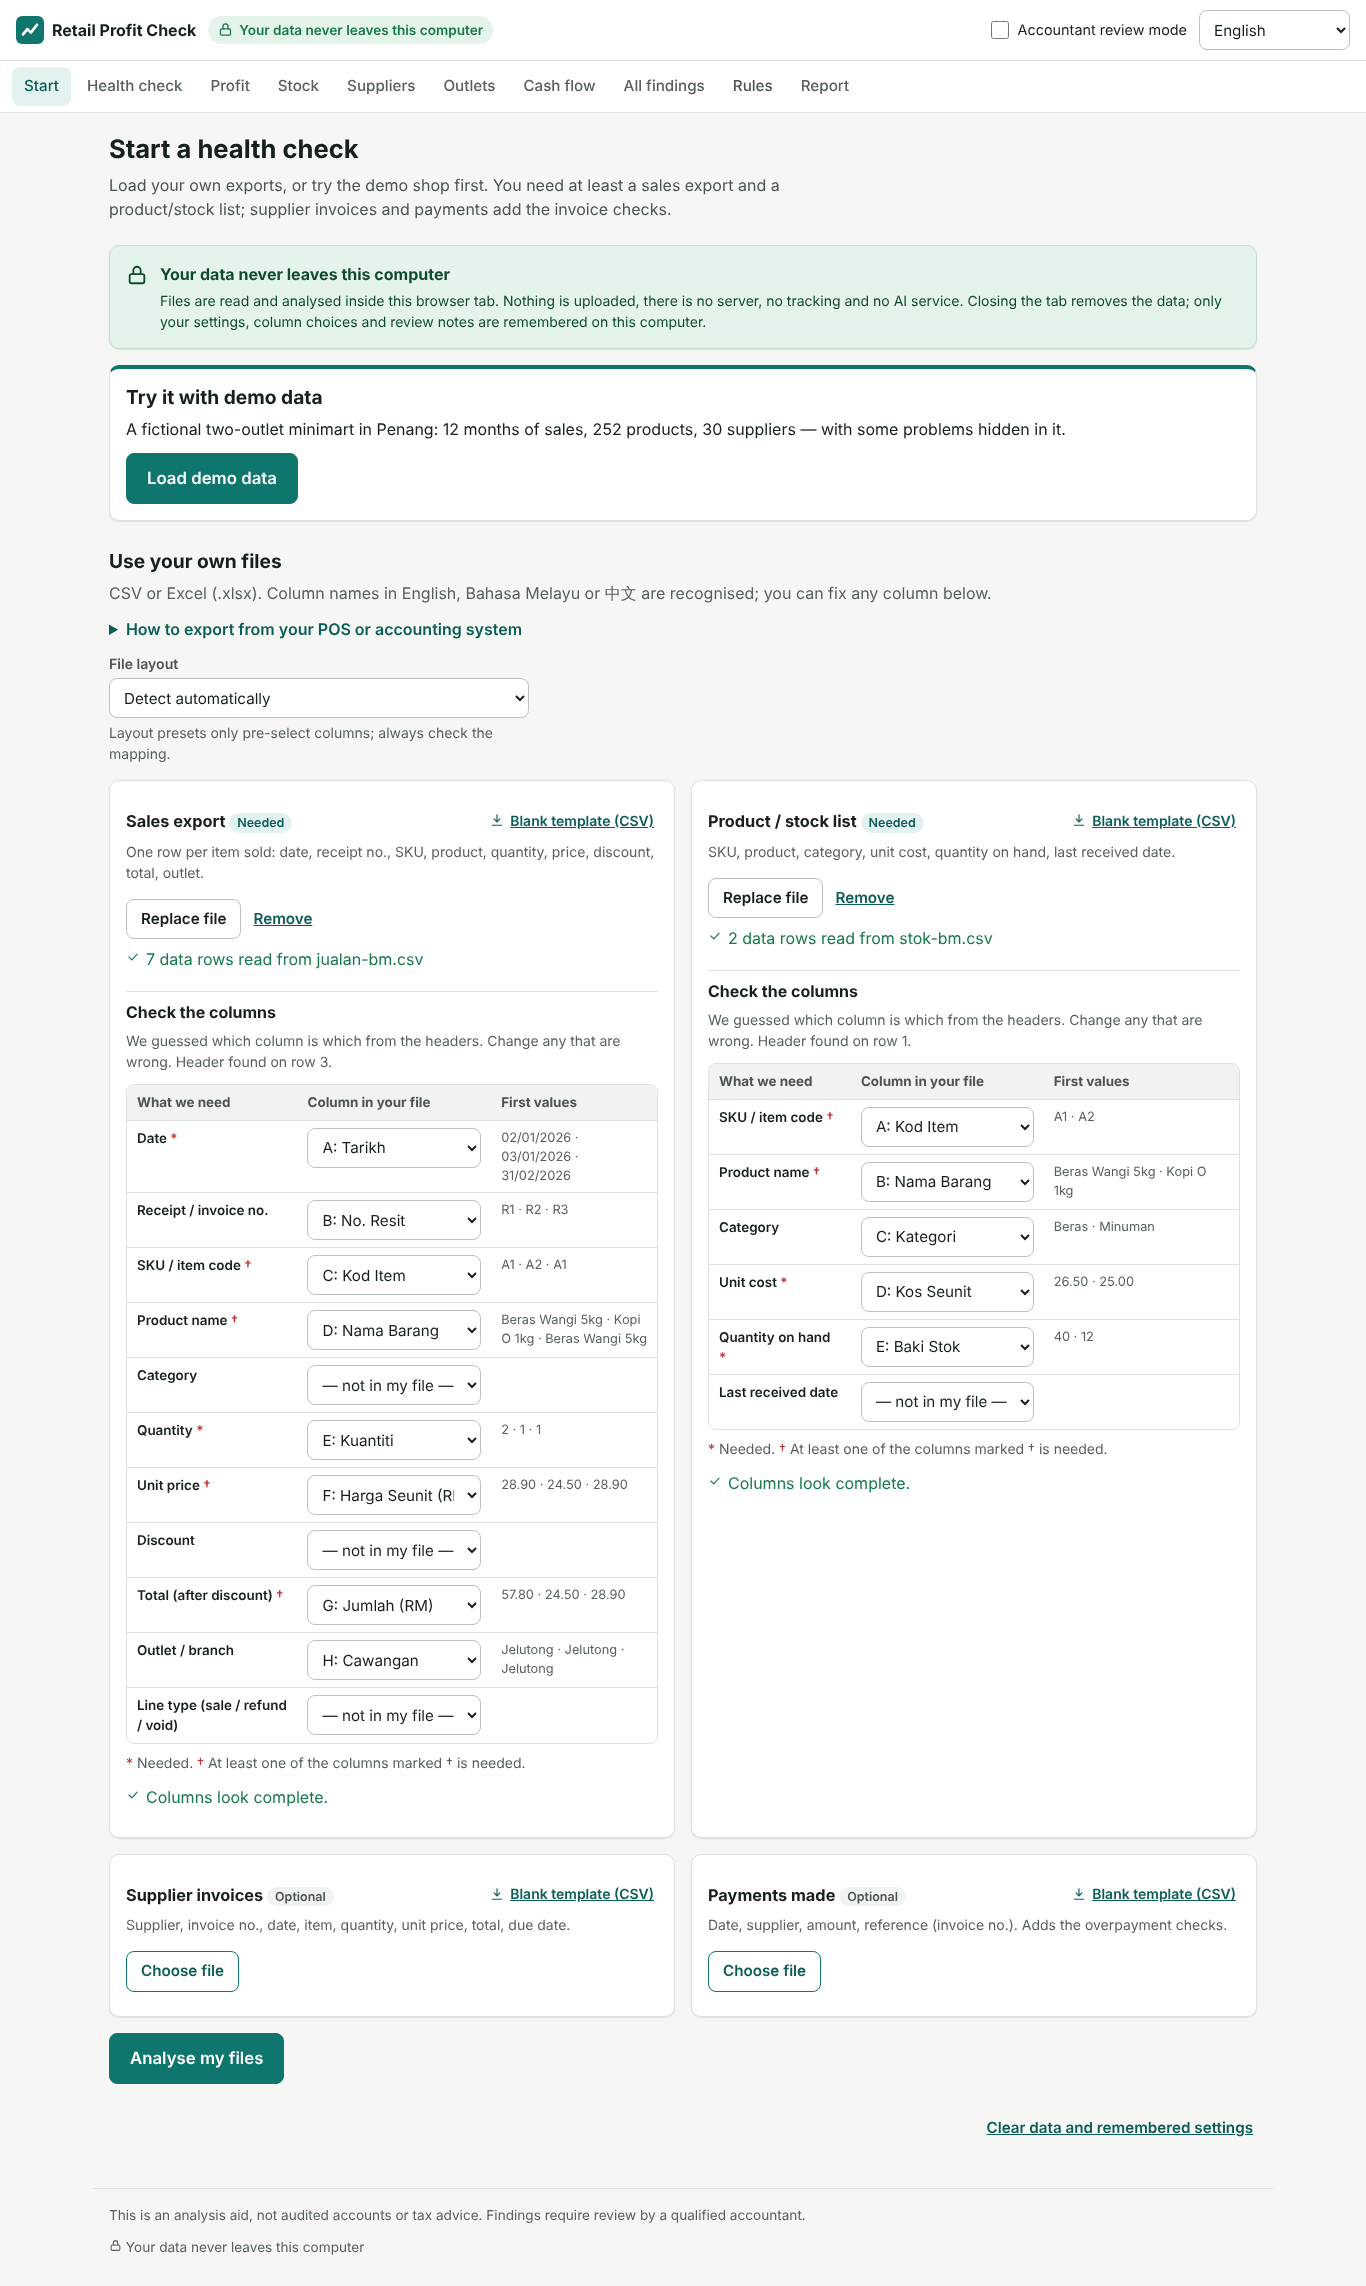 Retail Profit Check
Your data never leaves this computer
Accountant review mode
English
Start
Health check
Profit
Stock
Suppliers
Outlets
Cash flow
All findings
Rules
Report
Start a health check
Load your own exports, or try the demo shop first. You need at least a sales export and a
product/stock list; supplier invoices and payments add the invoice checks.
Your data never leaves this computer
Files are read and analysed inside this browser tab. Nothing is uploaded, there is no server, no tracking and no AI service. Closing the tab removes the data; only
your settings, column choices and review notes are remembered on this computer.
Try it with demo data
A fictional two-outlet minimart in Penang: 12 months of sales, 252 products, 30 suppliers — with some problems hidden in it.
Load demo data
Use your own files
CSV or Excel (.xlsx). Column names in English, Bahasa Melayu or 中文 are recognised; you can fix any column below.
How to export from your POS or accounting system
File layout
Detect automatically
Layout presets only pre-select columns; always check the
mapping.
Sales export Needed
Blank template (CSV)
One row per item sold: date, receipt no., SKU, product, quantity, price, discount,
total, outlet.
Replace file
Remove
7 data rows read from jualan-bm.csv
Check the columns
We guessed which column is which from the headers. Change any that are
wrong. Header found on row 3.
What we need
Column in your file
First values
Date *
A: Tarikh
02/01/2026 ·
03/01/2026 ·
31/02/2026
Receipt / invoice no.
B: No. Resit
R1 · R2 · R3
SKU / item code †
C: Kod Item
A1 · A2 · A1
Product name †
D: Nama Barang
Beras Wangi 5kg · Kopi
O 1kg · Beras Wangi 5kg
Category
— not in my file —
Quantity *
E: Kuantiti
2 · 1 · 1
Unit price †
F: Harga Seunit (R
28.90 · 24.50 · 28.90
Discount
— not in my file —
Total (after discount) †
G: Jumlah (RM)
57.80 · 24.50 · 28.90
Outlet / branch
H: Cawangan
Jelutong · Jelutong ·
Jelutong
Line type (sale / refund
/ void)
— not in my file —
* Needed. † At least one of the columns marked † is needed.
Columns look complete.
Product / stock list Needed
Blank template (CSV)
SKU, product, category, unit cost, quantity on hand, last received date.
Replace file
Remove
2 data rows read from stok-bm.csv
Check the columns
We guessed which column is which from the headers. Change any that are
wrong. Header found on row 1.
What we need
Column in your file
First values
SKU / item code †
A: Kod Item
A1 · A2
Product name †
B: Nama Barang
Beras Wangi 5kg · Kopi O
1kg
Category
C: Kategori
Beras · Minuman
Unit cost *
D: Kos Seunit
26.50 · 25.00
Quantity on hand
*
E: Baki Stok
40 · 12
Last received date
— not in my file —
* Needed. † At least one of the columns marked † is needed.
Columns look complete.
Supplier invoices Optional
Blank template (CSV)
Supplier, invoice no., date, item, quantity, unit price, total, due date.
Choose file
Payments made Optional
Blank template (CSV)
Date, supplier, amount, reference (invoice no.). Adds the overpayment checks.
Choose file
Analyse my files
Clear data and remembered settings
This is an analysis aid, not audited accounts or tax advice. Findings require review by a qualified accountant.
Your data never leaves this computer